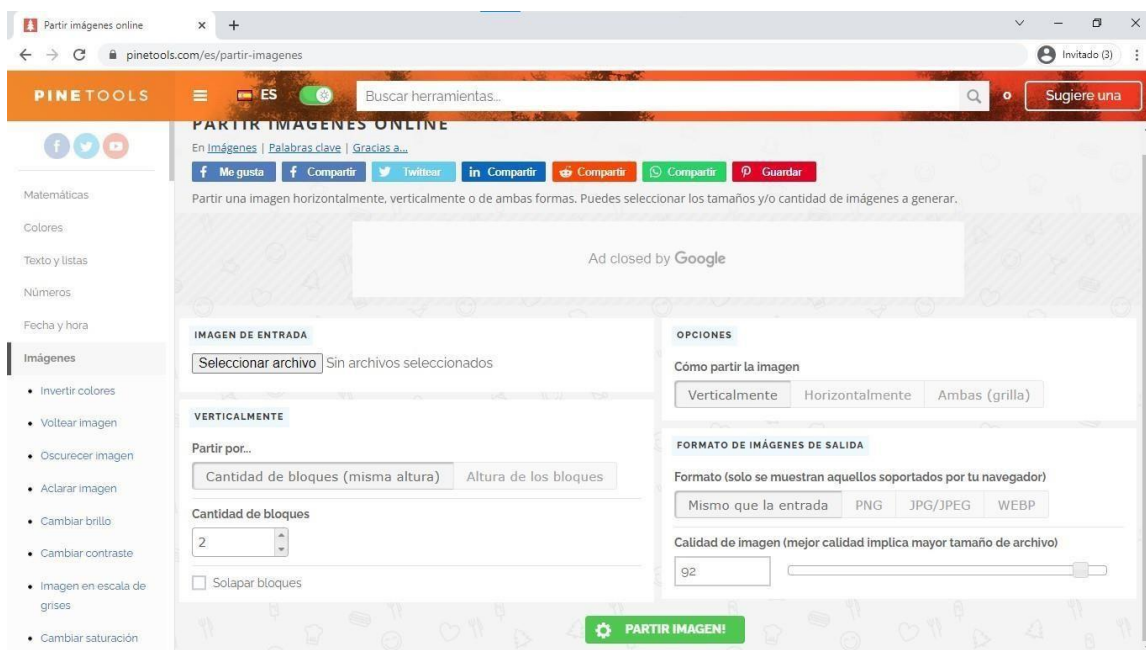 Partir imágenes online
pinetools.com/es/partir-imagenes
Invitado (3)
PINETOOLS
ES
Buscar herramientas...
o
Sugiere una
PARTIR IMÁGENES ONLINE
En Imágenes | Palabras clave | Gracias a...
Me gusta
Compartir
Twittear
Compartir
Compartir
Compartir
Guardar
Partir una imagen horizontalmente, verticalmente o de ambas formas. Puedes seleccionar los tamaños y/o cantidad de imágenes a generar.
Ad closed by Google
Matemáticas
Colores
Texto y listas
Números
Fecha y hora
Imágenes
Invertir colores
Voltear imagen
Oscurecer imagen
Aclarar imagen
Cambiar brillo
Cambiar contraste
Imagen en escala de
grises
Cambiar saturación
IMAGEN DE ENTRADA
Seleccionar archivo Sin archivos seleccionados
VERTICALMENTE
Partir por...
Cantidad de bloques (misma altura) Altura de los bloques
Cantidad de bloques
2
Solapar bloques
OPCIONES
Cómo partir la imagen
Verticalmente Horizontalmente Ambas (grilla)
FORMATO DE IMÁGENES DE SALIDA
Formato (solo se muestran aquellos soportados por tu navegador)
Mismo que la entrada PNG JPG/JPEG WEBP
Calidad de imagen (mejor calidad implica mayor tamaño de archivo)
92
PARTIR IMAGEN!